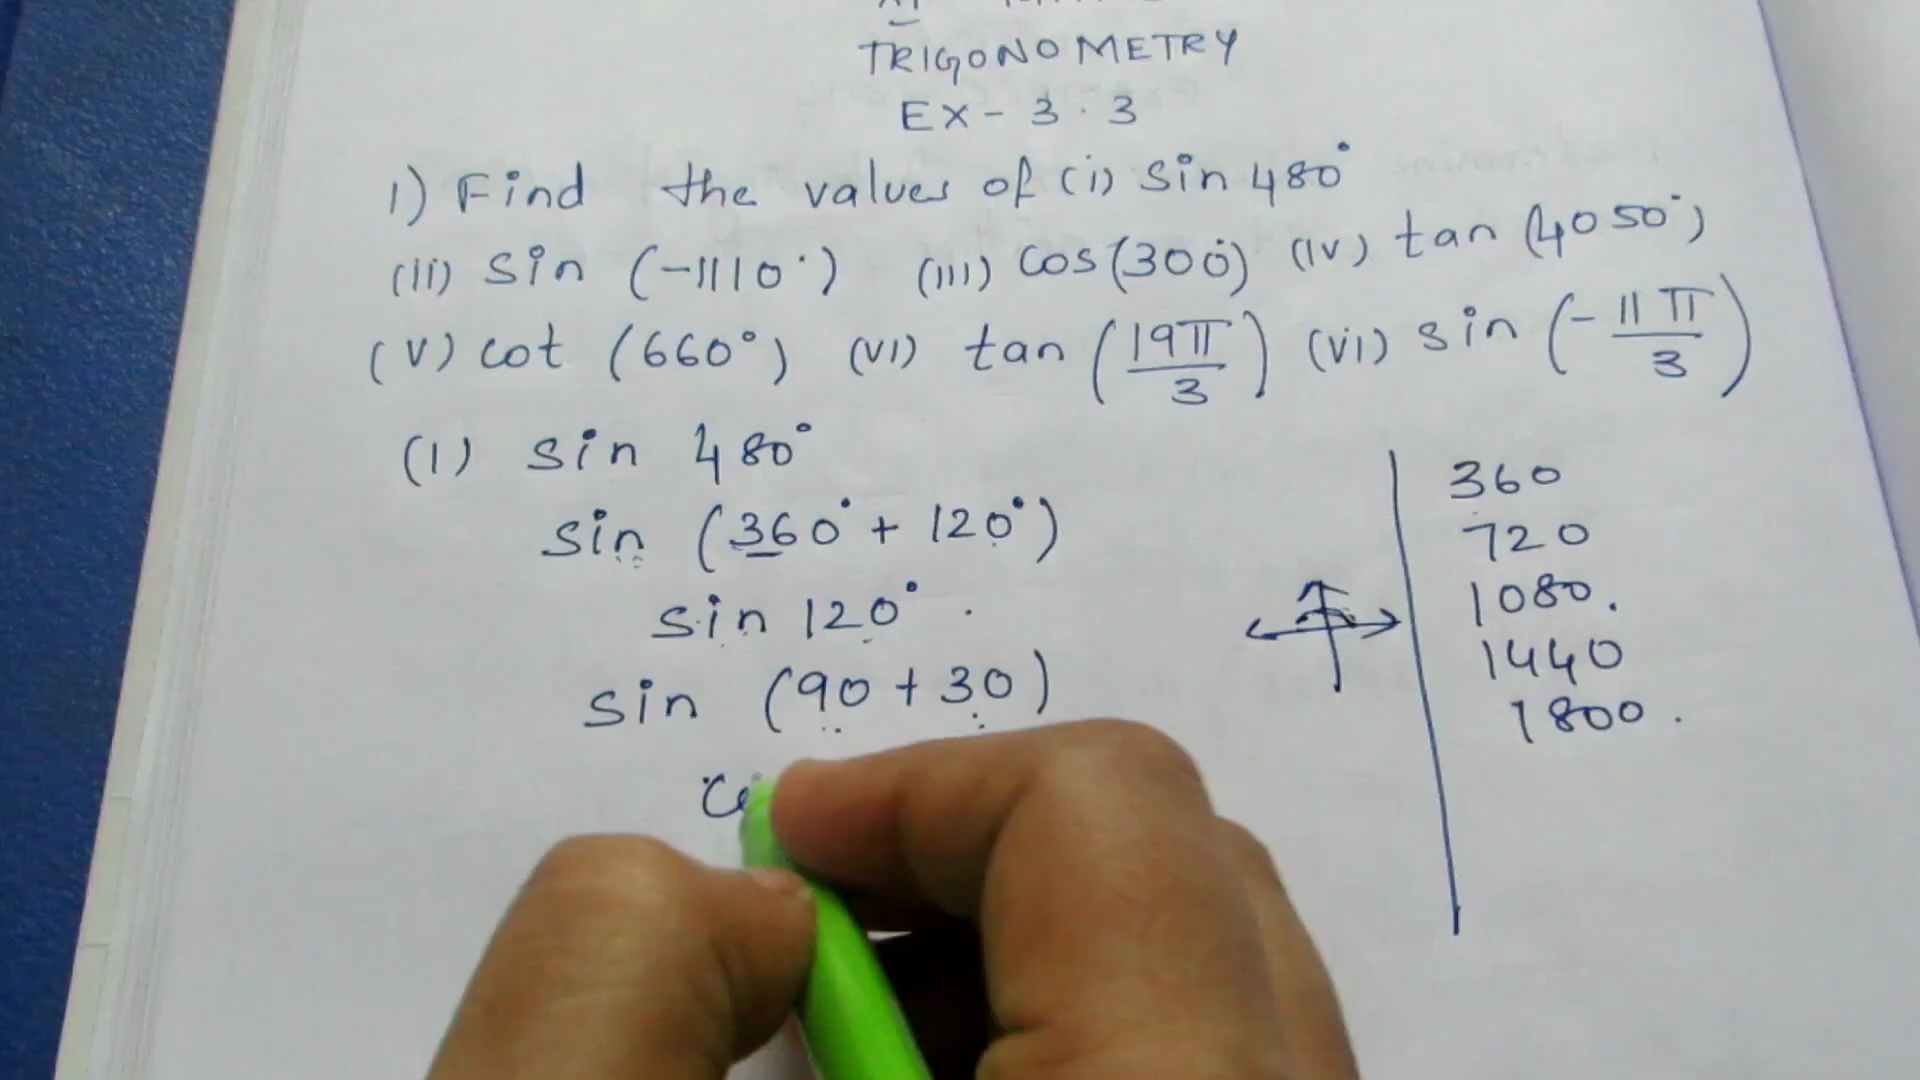 TRIGONOMETRY
EX - 3.3
1) Find the values of (i) sin 480°
(ii) sin (-1110°) (iii) cos(300°) (iv) tan (4050°)
(v) cot (660°) (vi) tan (19π/3) (vi) sin (-11π/3)
(i) sin 480°
sin (360° + 120°)
sin 120°.
sin (90 + 30)
360
720
1080.
1440
1800.